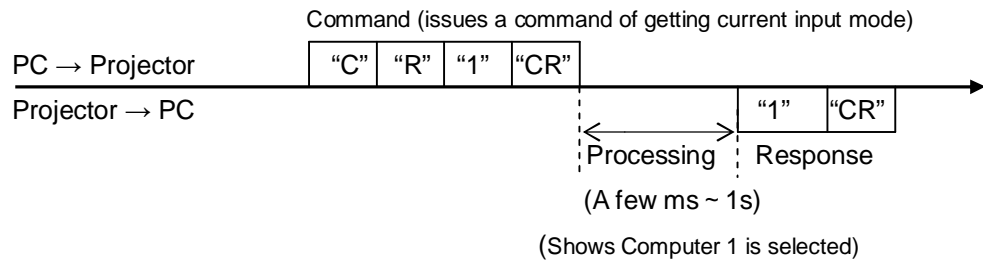 Command (issues a command of getting current input mode)
PC → Projector “C” “R” “1” “CR”
Projector → PC “1” “CR”
Processing Response
(A few ms ~ 1s)
(Shows Computer 1 is selected)